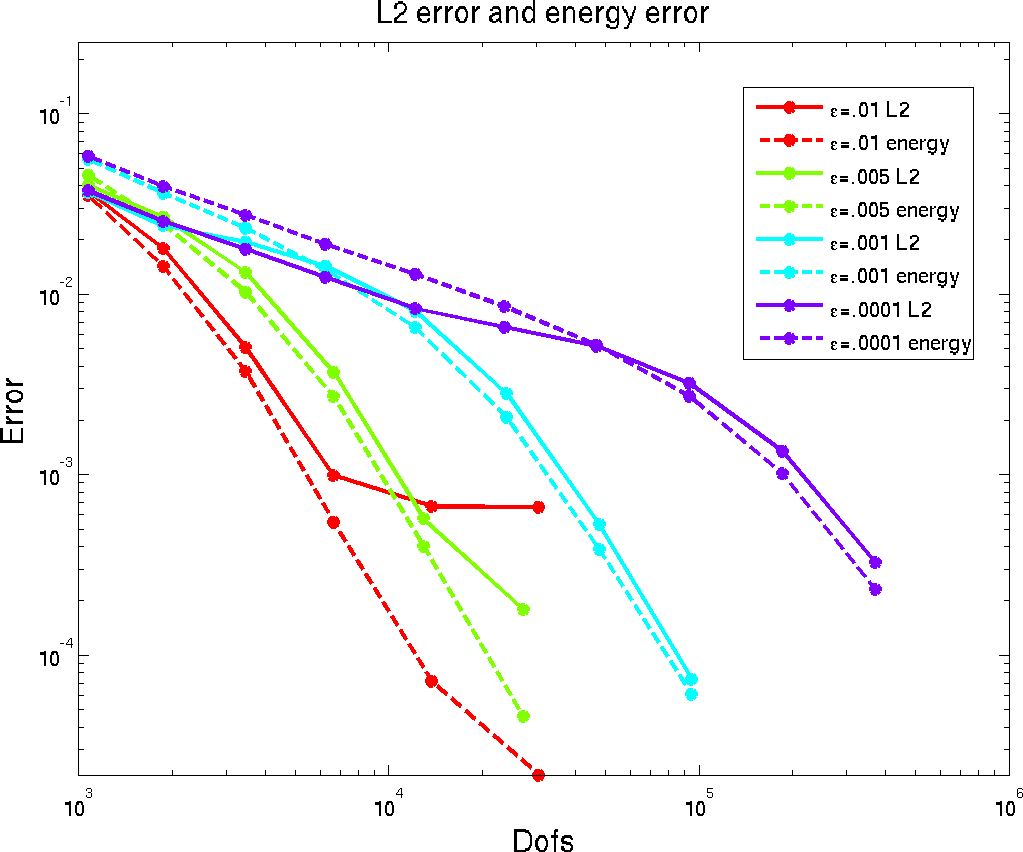 L2 error and energy error
10^-1
10^-2
10^-3
10^-4
Error
ε=.01 L2
ε=.01 energy
ε=.005 L2
ε=.005 energy
ε=.001 L2
ε=.001 energy
ε=.0001 L2
ε=.0001 energy
10^3
10^4
10^5
10^6
Dofs